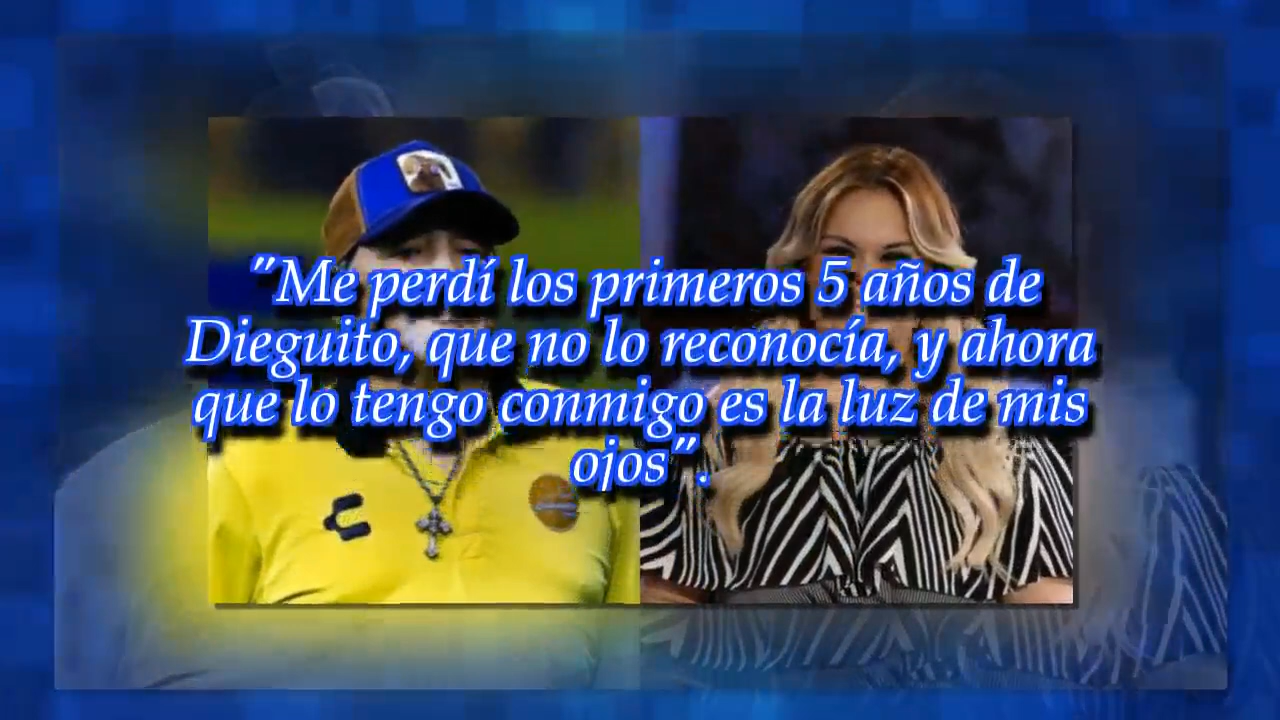 "Me perdí los primeros 5 años de
Dieguito, que no lo reconocía, y ahora
que lo tengo conmigo es la luz de mis
ojos".